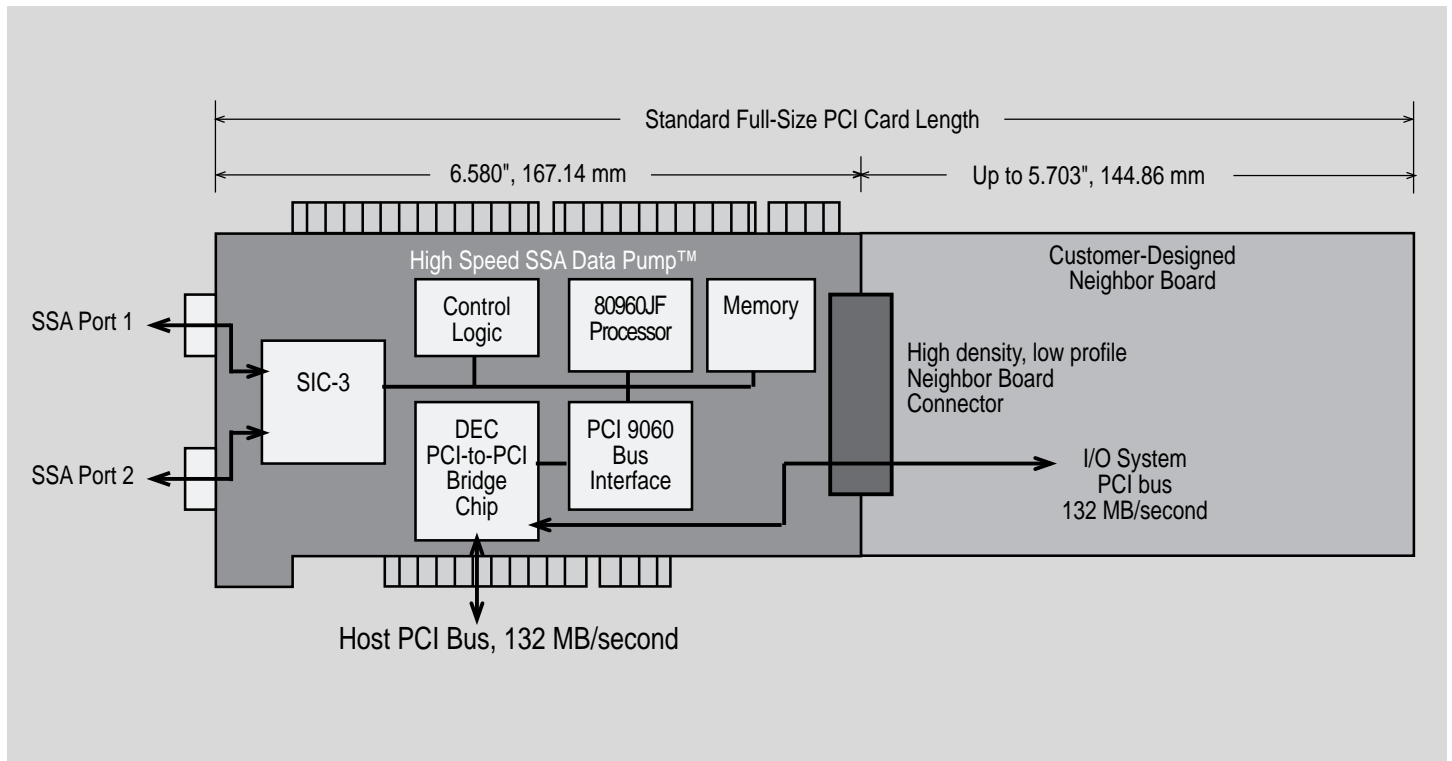 Standard Full-Size PCI Card Length
6.580", 167.14 mm
Up to 5.703", 144.86 mm
High Speed SSA Data Pump™
Customer-Designed
Neighbor Board
SSA Port 1
SSA Port 2
SIC-3
Control
Logic
80960JF
Processor
Memory
DEC
PCI-to-PCI
Bridge
Chip
PCI 9060
Bus
Interface
High density, low profile
Neighbor Board
Connector
I/O System
PCI bus
132 MB/second
Host PCI Bus, 132 MB/second